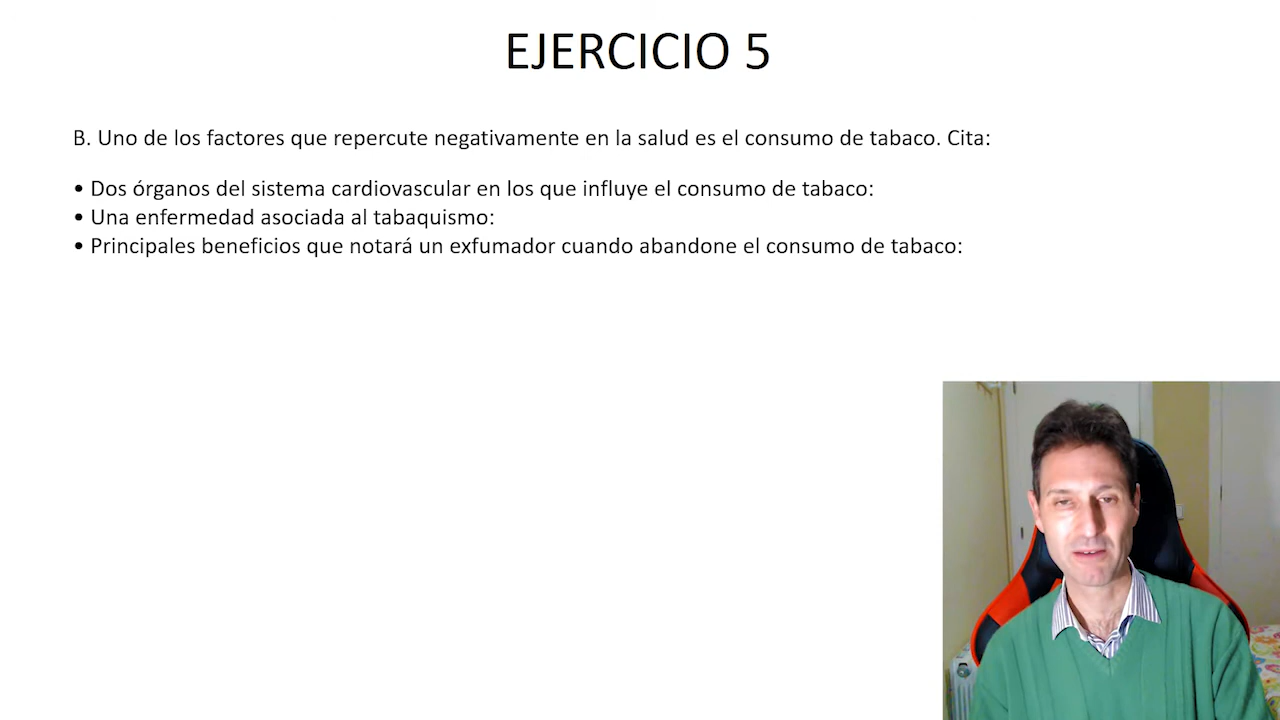 EJERCICIO 5
B. Uno de los factores que repercute negativamente en la salud es el consumo de tabaco. Cita:
• Dos órganos del sistema cardiovascular en los que influye el consumo de tabaco:
• Una enfermedad asociada al tabaquismo:
• Principales beneficios que notará un exfumador cuando abandone el consumo de tabaco: